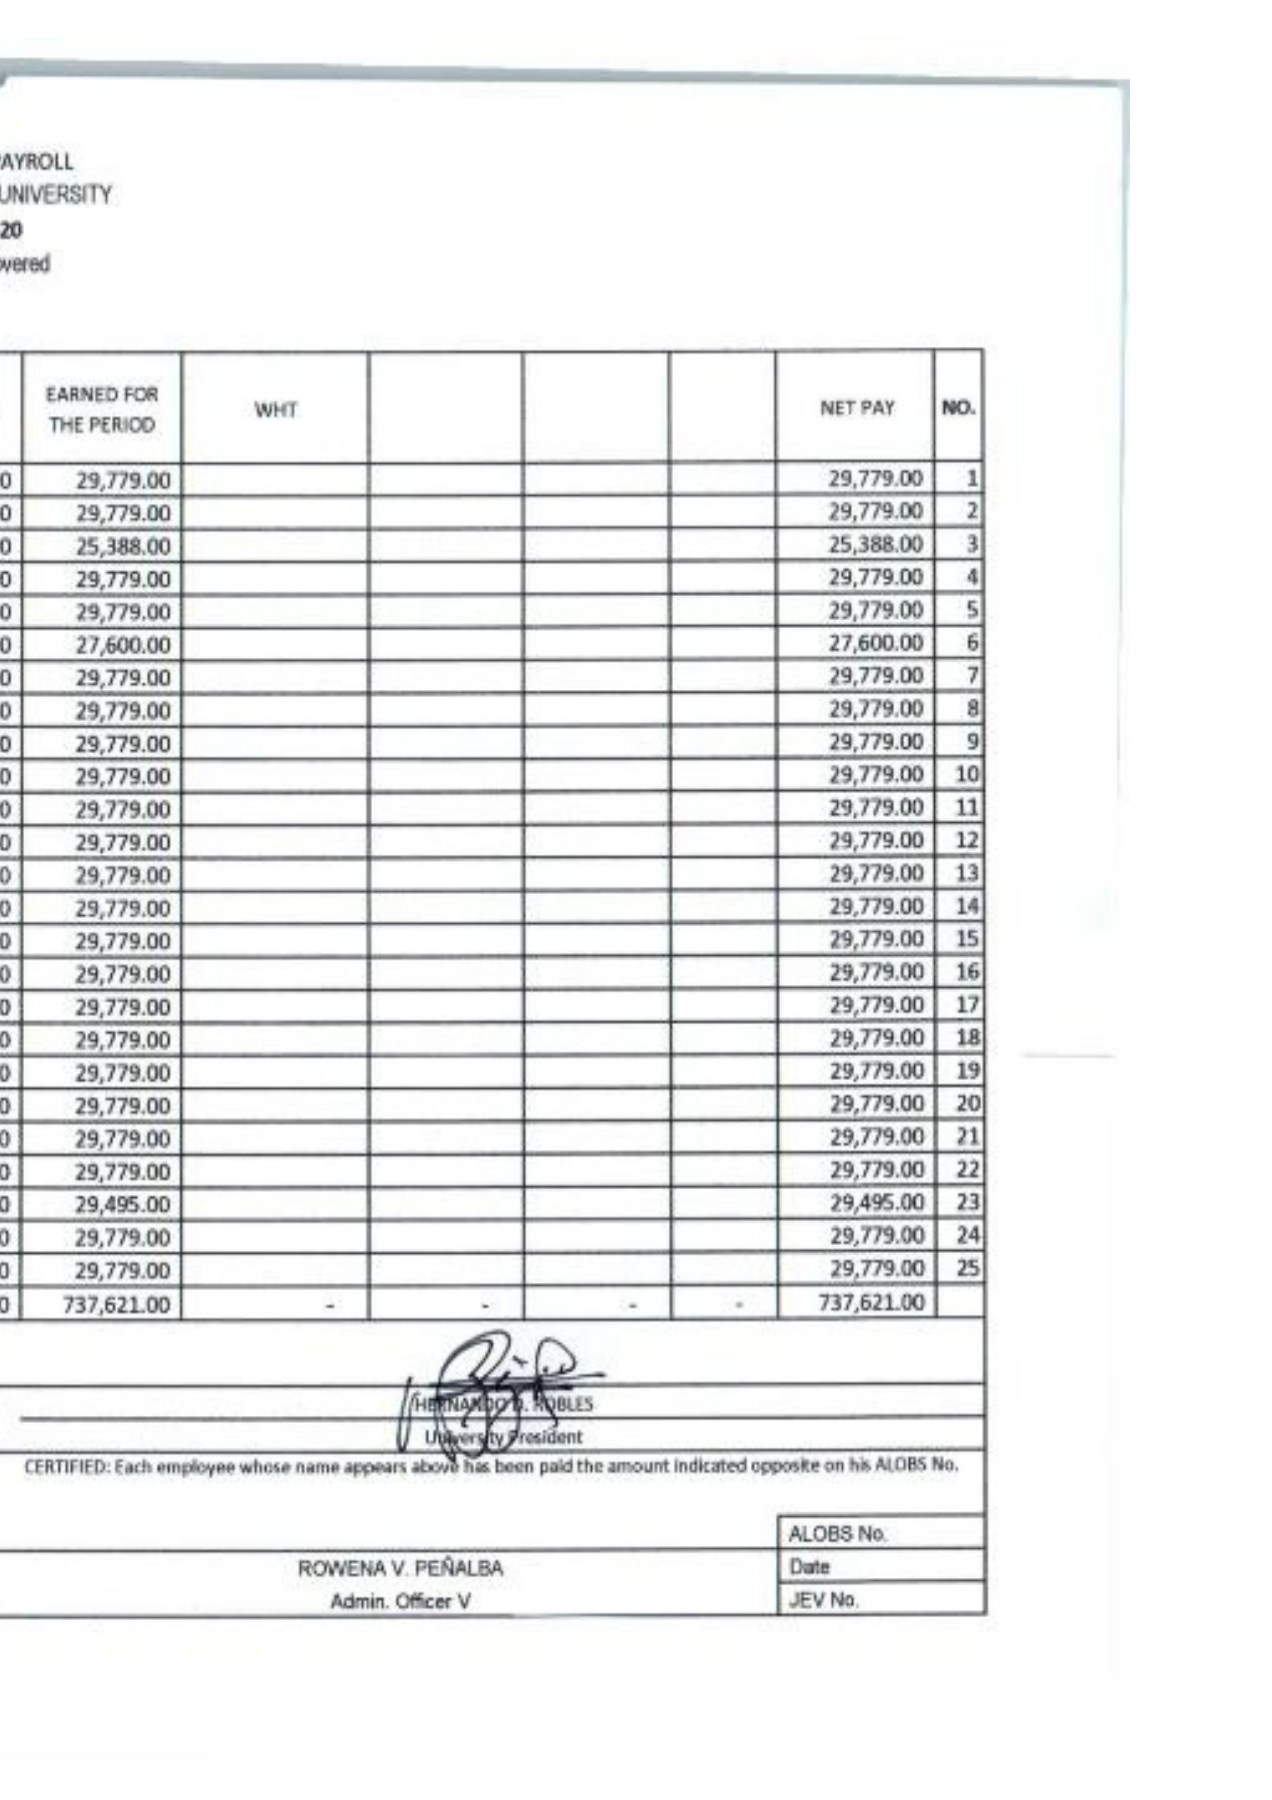 AYROLL
UNIVERSITY
20
vered
EARNED FOR THE PERIOD WHT NET PAY NO.
0 29,779.00 29,779.00 1
0 29,779.00 29,779.00 2
0 25,388.00 25,388.00 3
0 29,779.00 29,779.00 4
0 29,779.00 29,779.00 5
0 27,600.00 27,600.00 6
0 29,779.00 29,779.00 7
0 29,779.00 29,779.00 8
0 29,779.00 29,779.00 9
0 29,779.00 29,779.00 10
0 29,779.00 29,779.00 11
0 29,779.00 29,779.00 12
0 29,779.00 29,779.00 13
0 29,779.00 29,779.00 14
0 29,779.00 29,779.00 15
0 29,779.00 29,779.00 16
0 29,779.00 29,779.00 17
0 29,779.00 29,779.00 18
0 29,779.00 29,779.00 19
0 29,779.00 29,779.00 20
0 29,779.00 29,779.00 21
0 29,779.00 29,779.00 22
0 29,495.00 29,495.00 23
0 29,779.00 29,779.00 24
0 29,779.00 29,779.00 25
0 737,621.00 - - - - 737,621.00
HERNANDO D. ROBLES
University President
CERTIFIED: Each employee whose name appears above has been paid the amount indicated opposite on his ALOBS No.
ALOBS No.
ROWENA V. PEÑALBA Date
Admin. Officer V JEV No.